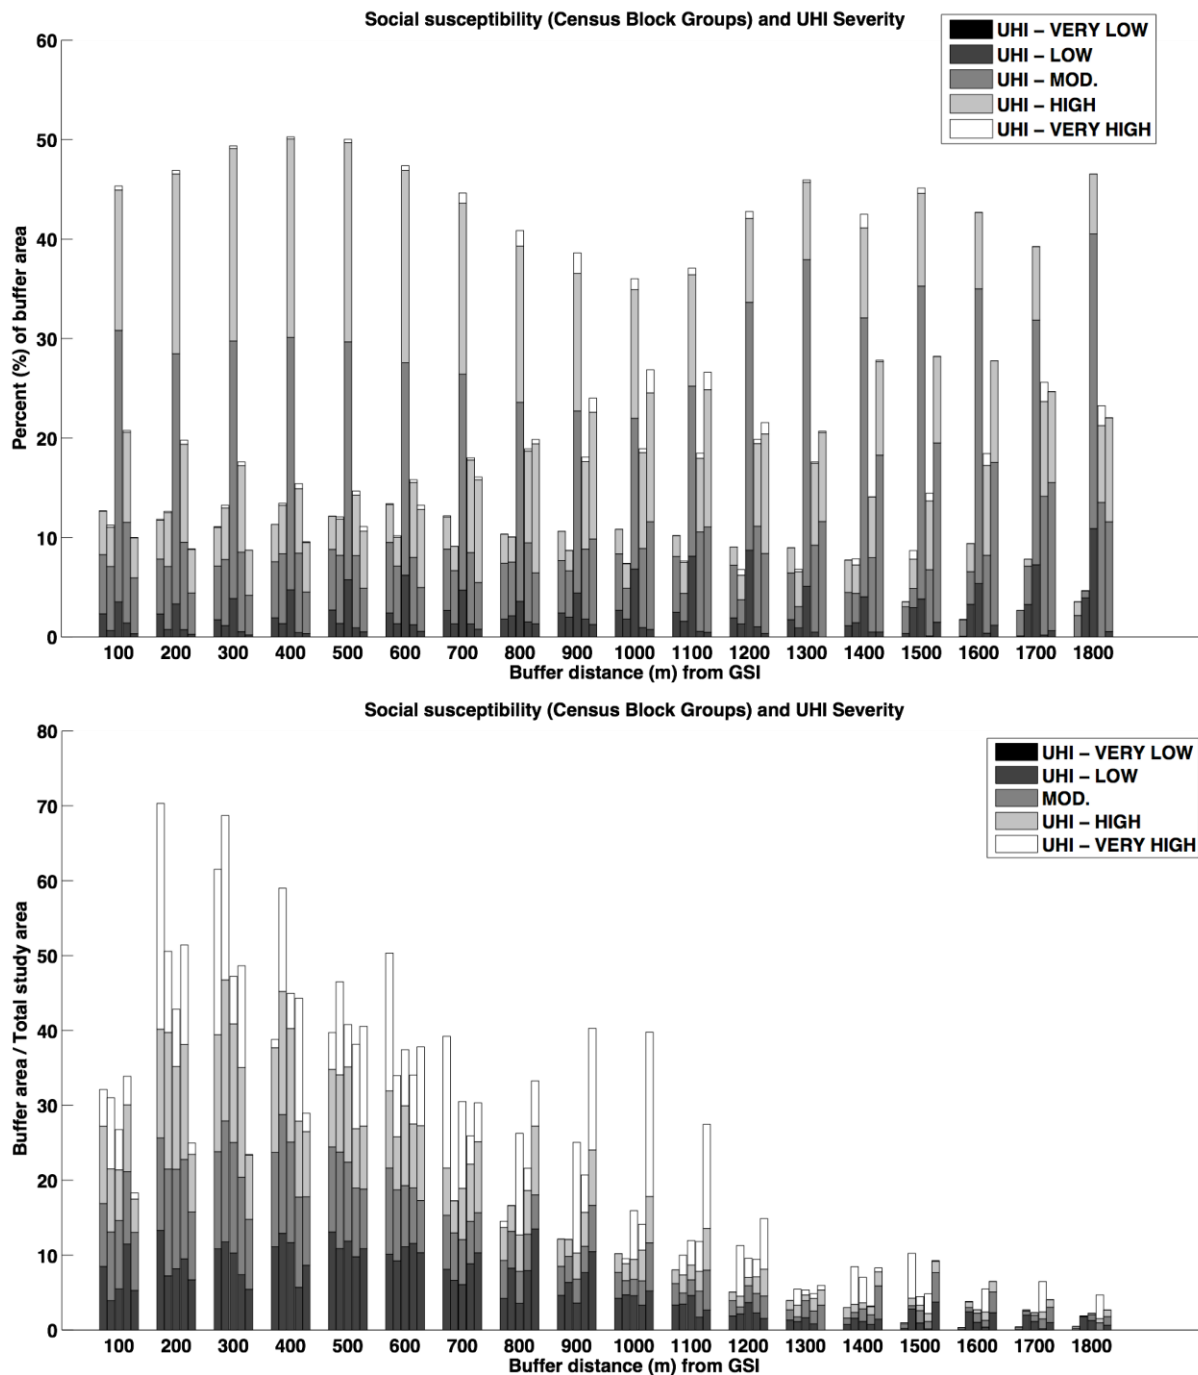 Social susceptibility (Census Block Groups) and UHI Severity
UHI – VERY LOW
UHI – LOW
UHI – MOD.
UHI – HIGH
UHI – VERY HIGH
Percent (%) of buffer area
60
50
40
30
20
10
0
100 200 300 400 500 600 700 800 900 1000 1100 1200 1300 1400 1500 1600 1700 1800
Buffer distance (m) from GSI
Social susceptibility (Census Block Groups) and UHI Severity
UHI – VERY LOW
UHI – LOW
MOD.
UHI – HIGH
UHI – VERY HIGH
Buffer area / Total study area
80
70
60
50
40
30
20
10
0
100 200 300 400 500 600 700 800 900 1000 1100 1200 1300 1400 1500 1600 1700 1800
Buffer distance (m) from GSI